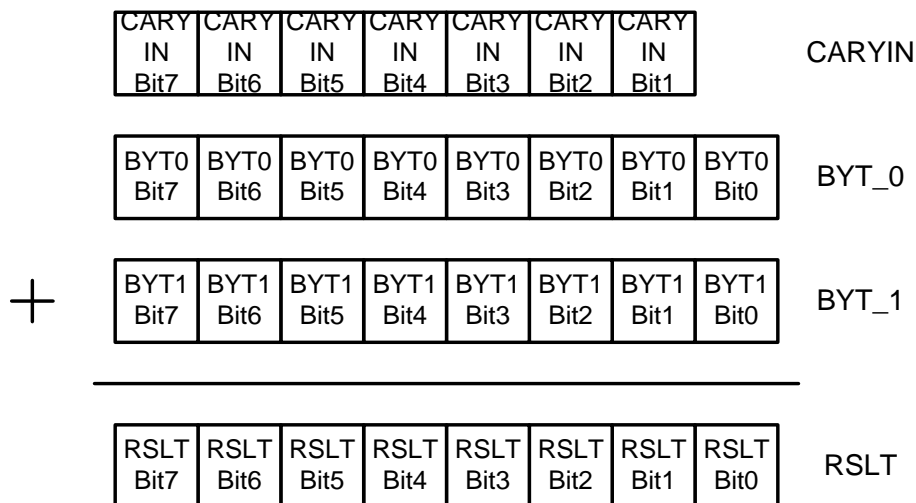 CARY CARY CARY CARY CARY CARY CARY
IN IN IN IN IN IN IN CARYIN
Bit7 Bit6 Bit5 Bit4 Bit3 Bit2 Bit1
BYT0 BYT0 BYT0 BYT0 BYT0 BYT0 BYT0 BYT0
Bit7 Bit6 Bit5 Bit4 Bit3 Bit2 Bit1 Bit0 BYT_0
BYT1 BYT1 BYT1 BYT1 BYT1 BYT1 BYT1 BYT1
+ Bit7 Bit6 Bit5 Bit4 Bit3 Bit2 Bit1 Bit0 BYT_1
RSLT RSLT RSLT RSLT RSLT RSLT RSLT RSLT
Bit7 Bit6 Bit5 Bit4 Bit3 Bit2 Bit1 Bit0 RSLT